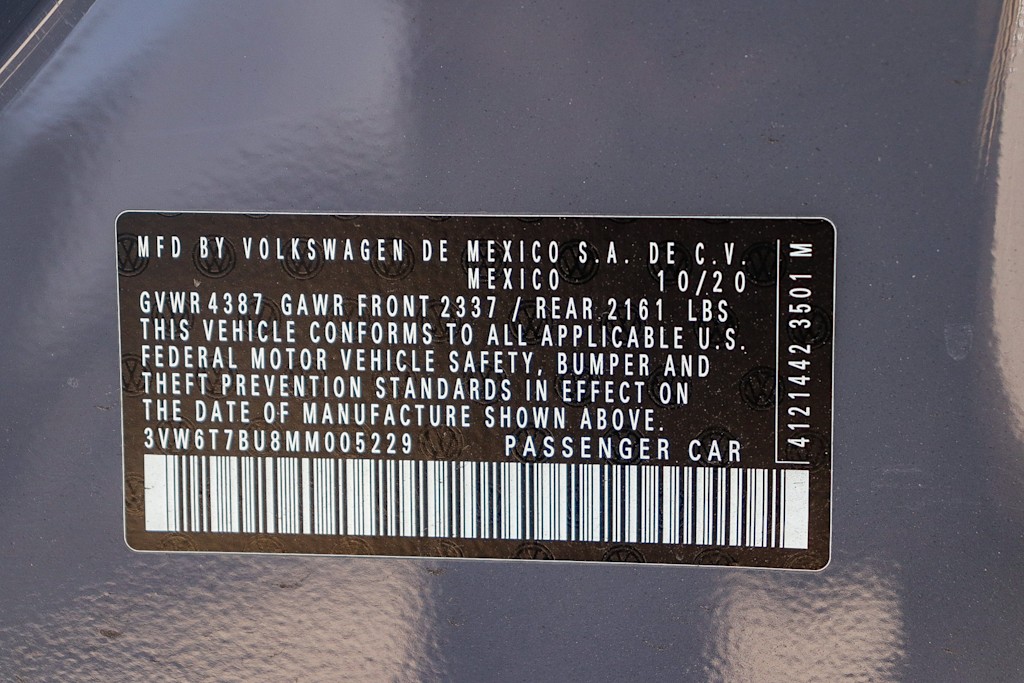 MFD BY VOLKSWAGEN DE MEXICO S.A. DE C.V.
MEXICO 10/20
GVWR 4387 GAWR FRONT 2337 / REAR 2161 LBS
THIS VEHICLE CONFORMS TO ALL APPLICABLE U.S.
FEDERAL MOTOR VEHICLE SAFETY, BUMPER AND
THEFT PREVENTION STANDARDS IN EFFECT ON
THE DATE OF MANUFACTURE SHOWN ABOVE.
3VW6T7BU8MM005229 PASSENGER CAR
4121442 3501 M